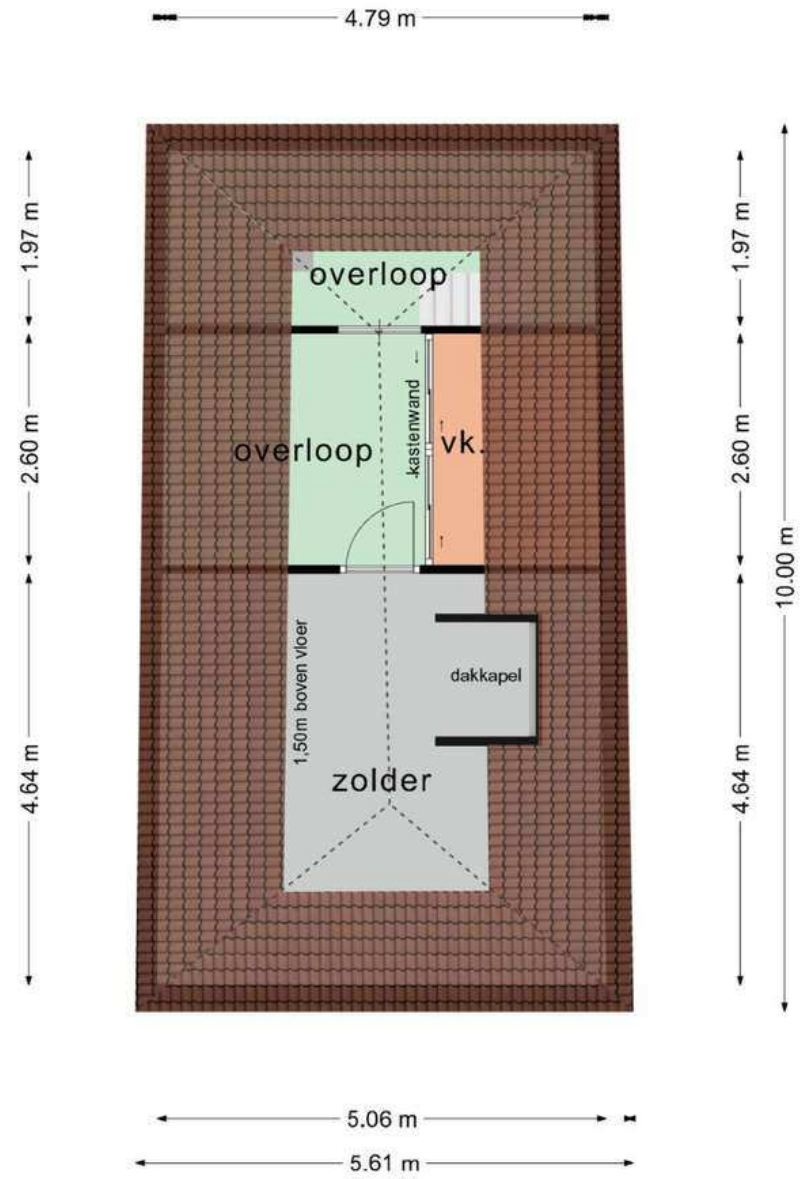 4.79 m
1.97 m
1.97 m
overloop
2.60 m
2.60 m
kastenwand
overloop
vk.
10.00 m
1,50m boven vloer
dakkapel
4.64 m
4.64 m
zolder
5.06 m
5.61 m